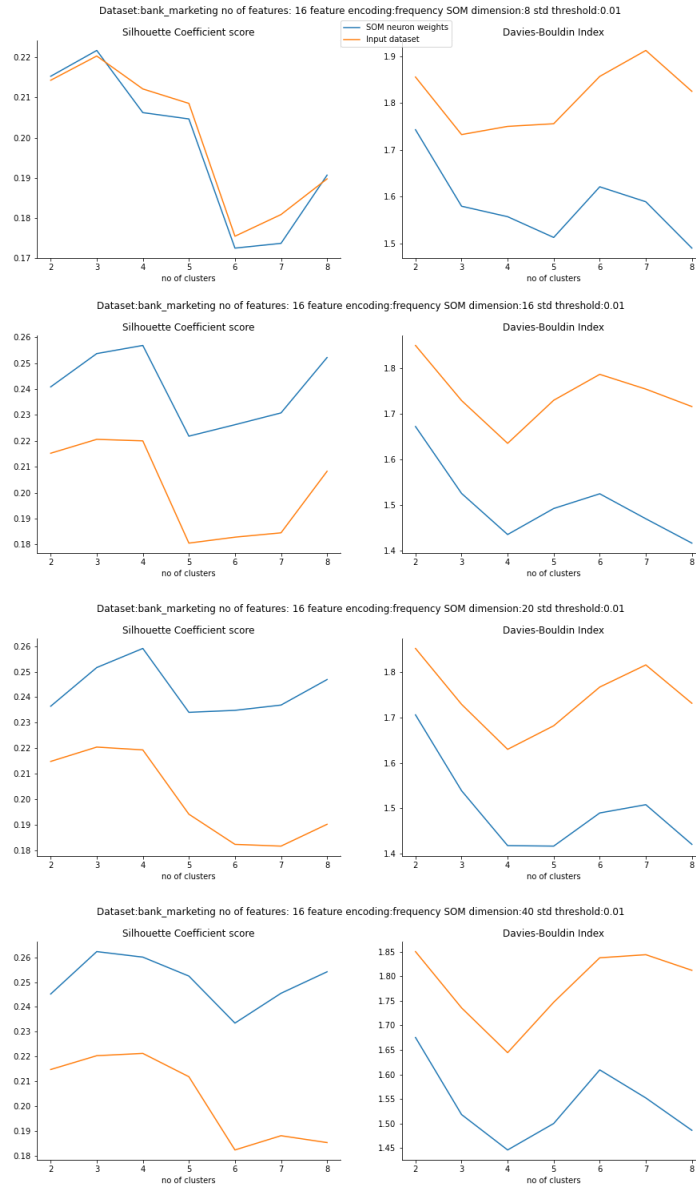 Dataset:bank_marketing no of features: 16 feature encoding:frequency SOM dimension:8 std threshold:0.01
SOM neuron weights
Input dataset
Silhouette Coefficient score
0.22
0.21
0.20
0.19
0.18
0.17
2 3 4 5 6 7 8
no of clusters
Davies-Bouldin Index
1.9
1.8
1.7
1.6
1.5
2 3 4 5 6 7 8
no of clusters
Dataset:bank_marketing no of features: 16 feature encoding:frequency SOM dimension:16 std threshold:0.01
Silhouette Coefficient score
0.26
0.25
0.24
0.23
0.22
0.21
0.20
0.19
0.18
2 3 4 5 6 7 8
no of clusters
Davies-Bouldin Index
1.8
1.7
1.6
1.5
1.4
2 3 4 5 6 7 8
no of clusters
Dataset:bank_marketing no of features: 16 feature encoding:frequency SOM dimension:20 std threshold:0.01
Silhouette Coefficient score
0.26
0.25
0.24
0.23
0.22
0.21
0.20
0.19
0.18
2 3 4 5 6 7 8
no of clusters
Davies-Bouldin Index
1.8
1.7
1.6
1.5
1.4
2 3 4 5 6 7 8
no of clusters
Dataset:bank_marketing no of features: 16 feature encoding:frequency SOM dimension:40 std threshold:0.01
Silhouette Coefficient score
0.26
0.25
0.24
0.23
0.22
0.21
0.20
0.19
0.18
2 3 4 5 6 7 8
no of clusters
Davies-Bouldin Index
1.85
1.80
1.75
1.70
1.65
1.60
1.55
1.50
1.45
2 3 4 5 6 7 8
no of clusters